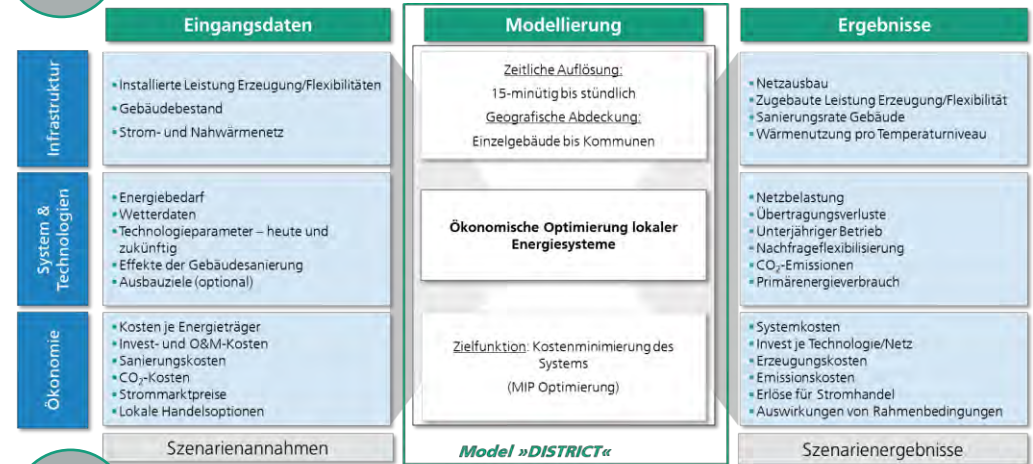 Eingangsdaten
Modellierung
Ergebnisse
Infrastruktur
Installierte Leistung Erzeugung/Flexibilitäten
Gebäudebestand
Strom- und Nahwärmenetz
Zeitliche Auflösung:
15-minütig bis stündlich
Geografische Abdeckung:
Einzelgebäude bis Kommunen
Netzausbau
Zugebaute Leistung Erzeugung/Flexibilität
Sanierungsrate Gebäude
Wärmenutzung pro Temperaturniveau
System &
Technologien
Energiebedarf
Wetterdaten
Technologieparameter – heute und
zukünftig
Effekte der Gebäudesanierung
Ausbauziele (optional)
Ökonomische Optimierung lokaler
Energiesysteme
Netzbelastung
Übertragungsverluste
Unterjähriger Betrieb
Nachfrageflexibilisierung
CO₂-Emissionen
Primärenergieverbrauch
Ökonomie
Kosten je Energieträger
Invest- und O&M-Kosten
Sanierungskosten
CO₂-Kosten
Strommarktpreise
Lokale Handelsoptionen
Zielfunktion: Kostenminimierung des
Systems
(MIP Optimierung)
Systemkosten
Invest je Technologie/Netz
Erzeugungskosten
Emissionskosten
Erlöse für Stromhandel
Auswirkungen von Rahmenbedingungen
Szenarienannahmen
Model »DISTRICT«
Szenarienergebnisse